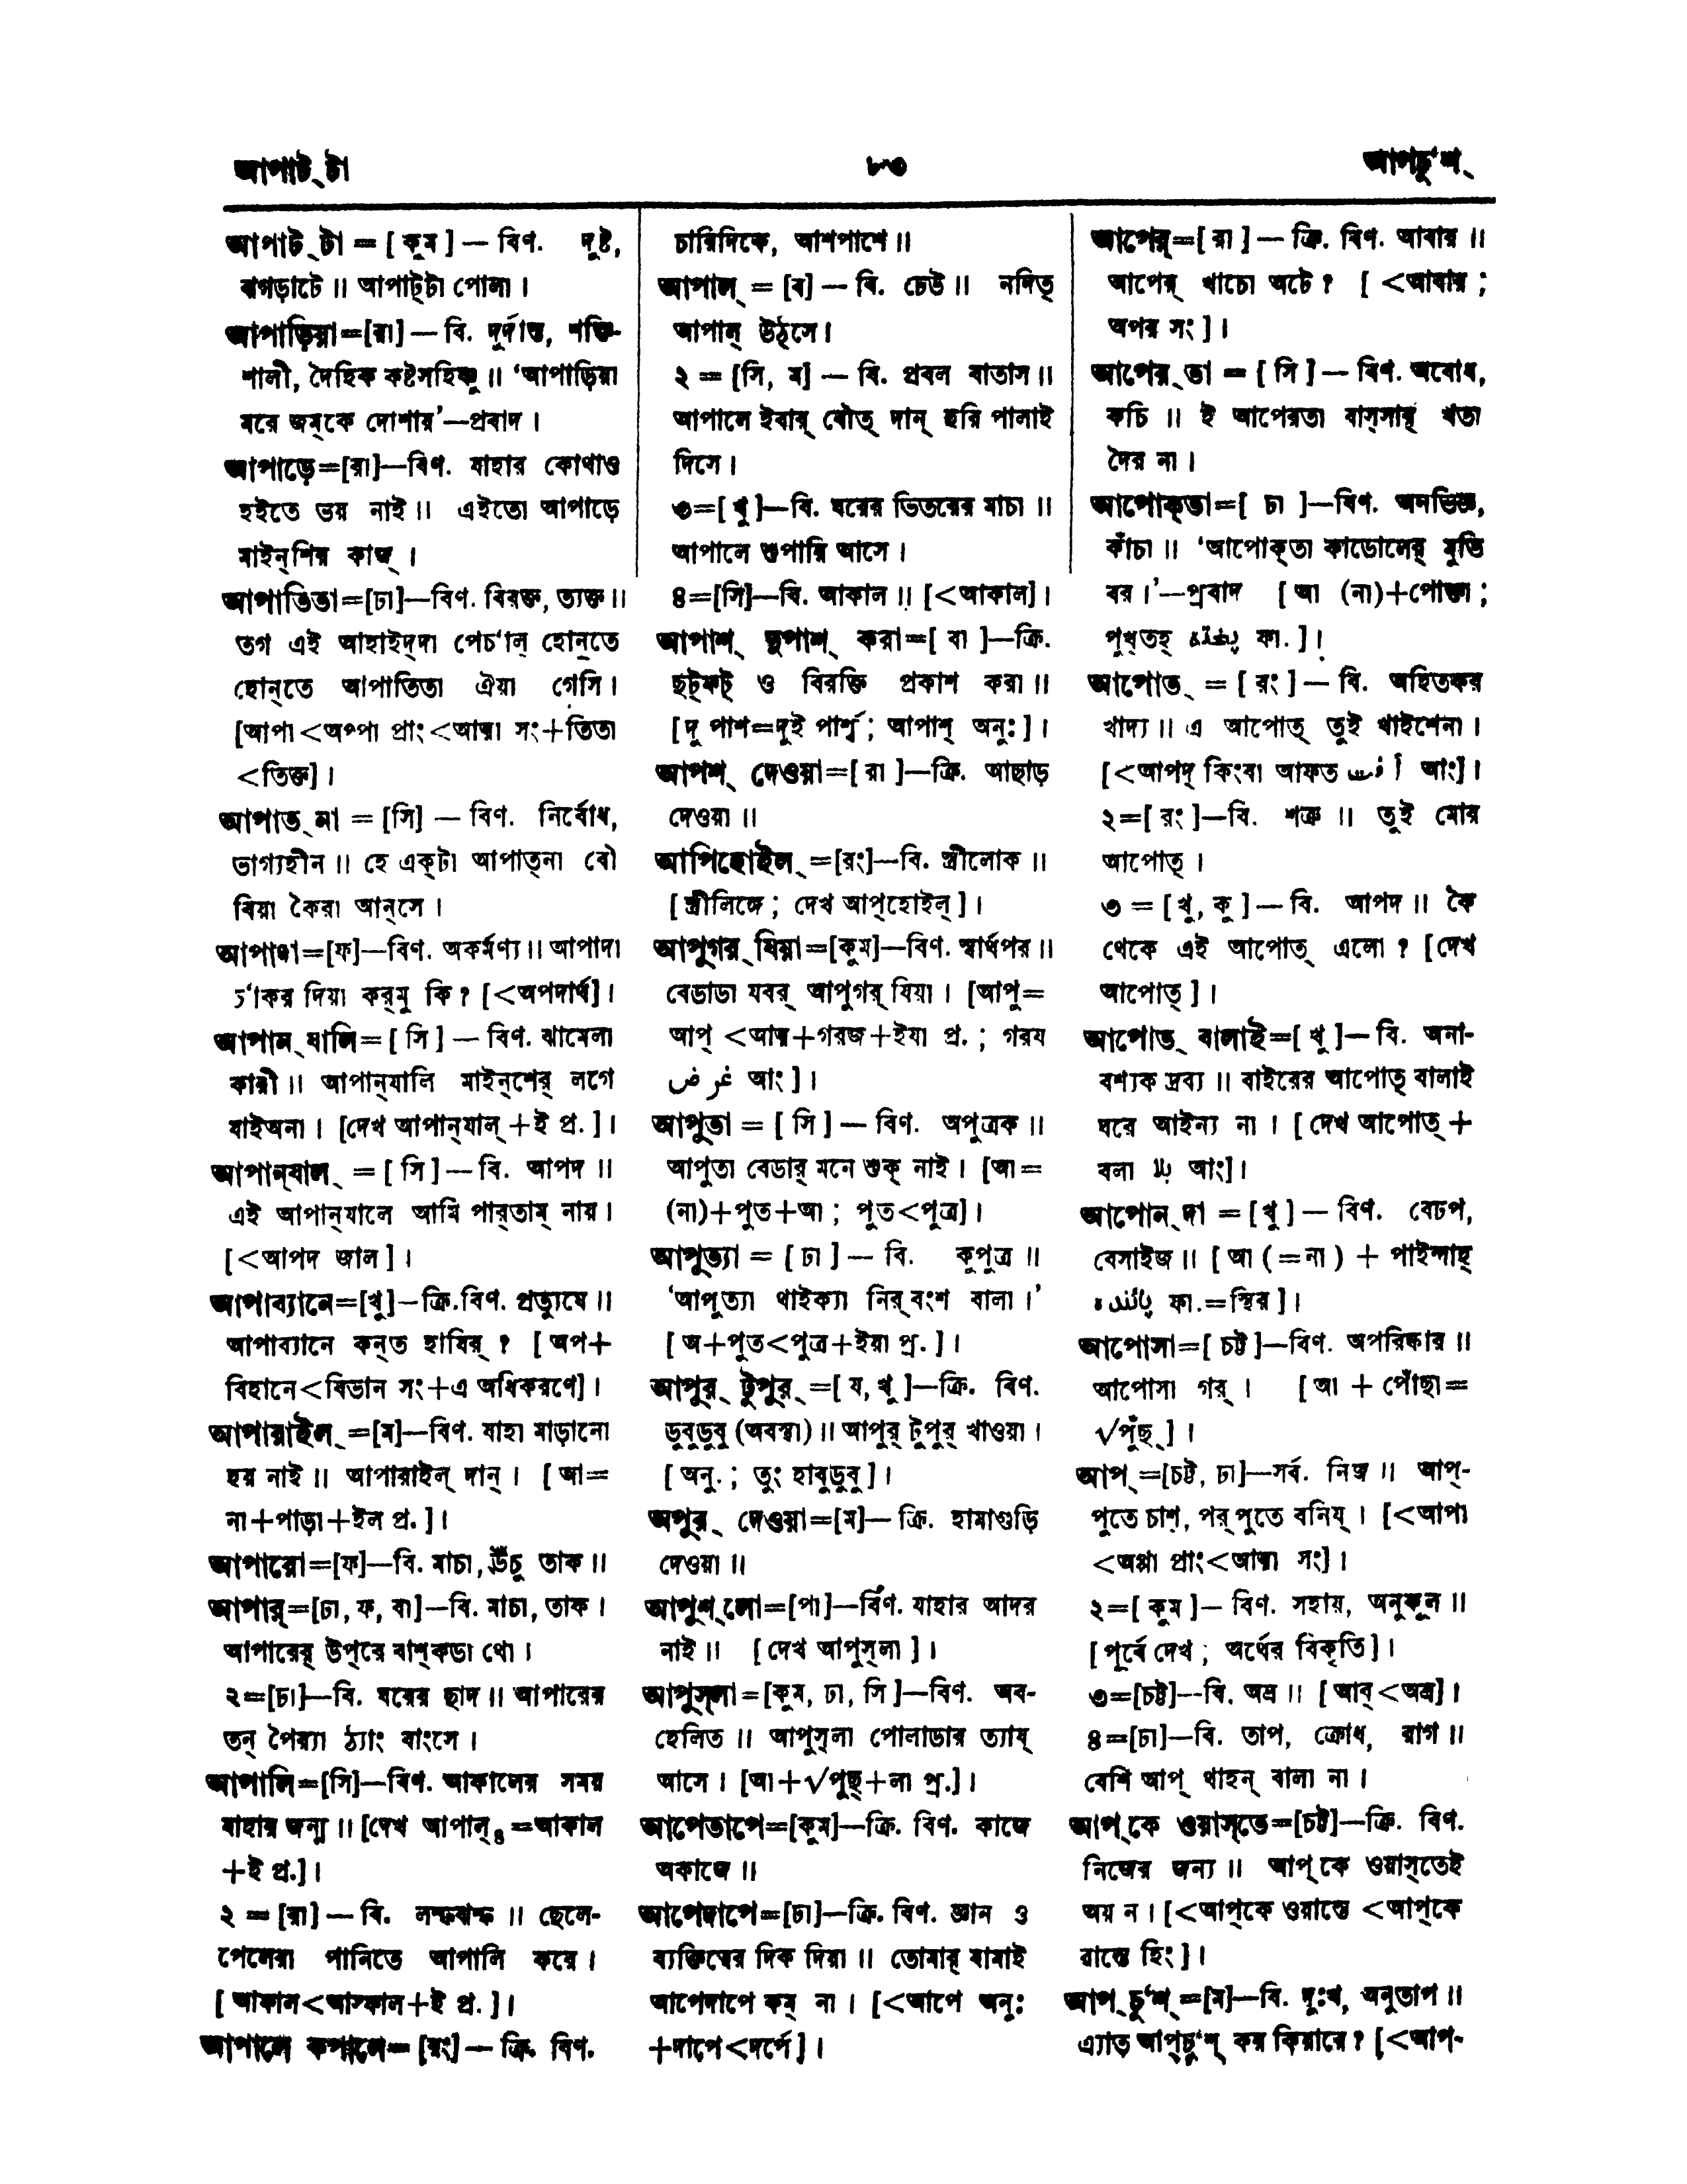 আপাট্‌টা
৮৩
আপচু‘শ্
আপাট্‌টা = [ কুম ] — বিণ. দুষ্ট,
ঝগড়াটে ॥ আপাট্‌টা পোলা ।
আপাড়িয়া=[রা] — বি. দুর্দান্ত, শক্তি-
শালী, দৈহিক কষ্টসহিষ্ণু ॥ ‘আপাড়িয়া
মরে জম্‌কে দোশার’—প্রবাদ ।
আপাড়ে=[রা]—বিণ. যাহার কোথাও
হইতে ভয় নাই ॥ এইতো আপাড়ে
মাইন্‌শির কাজ্ ।
আপাতিতা=[ঢা]—বিণ. বিরক্ত, ত্যক্ত ॥
তগ এই আহাইদ্‌দা পেচ‘াল্ হোন্‌তে
হোন্‌তে আপাতিতা ঐয়া গেসি ।
[আপা<অপ্পা প্রাং<আত্মা সং+তিতা
<তিক্ত] ।
আপাত্‌না = [সি] — বিণ. নির্বোধ,
ভাগ্যহীন ॥ হে একটা আপাত্‌না বৌ
বিয়া কৈরা আন্‌সে ।
আপাদা=[ফ]—বিণ. অকর্মণ্য ॥ আপাদা
চ‘াকর দিয়া কর্‌মু কি ? [<অপদার্থ] ।
আপান্‌যালি=[ সি ] — বিণ. ঝামেলা
কারী ॥ আপান্‌যালি মাইন্‌শের্ লগে
যাইঅনা । [দেখ আপান্‌যাল্+ই প্র.] ।
আপান্‌যাল্ = [ সি ] — বি. আপদ ॥
এই আপান্‌যালে আমি পার্‌তাম্ নায় ।
[<আপদ জাল] ।
আপাব্যানে=[খু]—ক্রি.বিণ. প্রত্যুষে ॥
আপাব্যানে কন্‌ত হাযির্ ? [ অপ+
বিহানে<বিভান সং+এ অধিকরণে] ।
আপারাইল্ =[ম]—বিণ. যাহা মাড়ানো
হয় নাই ॥ আপারাইল্ দান্ । [ আ=
না+পাড়া+ইল প্র. ] ।
আপারো=[ফ]—বি. মাচা, উঁচু তাক ॥
আপার্=[ঢা, ফ, বা]—বি. মাচা, তাক ।
আপারের্ উপ্‌রে বাশ্‌কডা থো ।
২=[ঢা]—বি. ঘরের ছাদ ॥ আপারের
তন্ পৈর‍্যা ঠ্যাং বাংসে ।
আপালি=[সি]—বিণ. আকালের সময়
যাহার জন্ম ॥ [দেখ আপাল্৪=আকাল
+ই প্র.] ।
২ = [রা] — বি. লম্ফঝম্ফ ॥ ছেলে-
পেলেরা পানিতে আপালি করে ।
[ আফাল<আস্ফাল+ই প্র. ] ।
আপালে কপালে=[রং] — ক্রি. বিণ.
চারিদিকে, আশপাশে ॥
আপাল্ = [ব] — বি. ঢেউ ॥ নদিত্
আপাল্ উঠ্‌সে ।
২ = [সি, ম] — বি. প্রবল বাতাস ॥
আপালে ইবার্ বৌত্ দান্ হরি পালাই
দিসে ।
৩=[ খু ]—বি. ঘরের ভিতরের মাচা ॥
আপালে শুপারি আসে ।
৪=[সি]—বি. আকাল ॥ [<আকাল] ।
আপাশ্ দুপাশ্ করা=[ বা ]—ক্রি.
ছট্‌ফট্ ও বিরক্তি প্রকাশ করা ॥
[ দু পাশ=দুই পার্শ্ব ; আপাশ্ অনুঃ ] ।
আপশ্ দেওয়া=[ রা ]—ক্রি. আছাড়
দেওয়া ॥
আপিহোইল্ =[রং]—বি. স্ত্রীলোক ॥
[ স্ত্রীলিঙ্গে ; দেখ আপ্‌হোইল্ ] ।
আপুগর্‌যিয়া=[কুম]—বিণ. স্বার্থপর ॥
বেডাডা যবর্ আপুগর্‌যিয়া । [আপু=
আপ্ <আত্ম+গরজ+ইয়া প্র. ; গরয
غرض আং ] ।
আপুতা = [ সি ] — বিণ. অপুত্রক ॥
আপুতা বেডার্ মনে শুক্ নাই । [আ=
(না)+পুত+আ ; পুত<পুত্র] ।
আপুত্যা = [ ঢা ] — বি. কুপুত্র ॥
‘আপুত্যা থাইক্যা নির্‌বংশ বালা ।’
[ অ+পুত<পুত্র+ইয়া প্র. ] ।
আপুর্ টুপুর্ =[ য, খু ]—ক্রি. বিণ.
ডুবুডুবু (অবস্থা) ॥ আপুর্ টুপুর্ খাওয়া ।
[ অনু. ; তুং হাবুডুবু ] ।
অপুর্ দেওয়া=[ম]— ক্রি. হামাগুড়ি
দেওয়া ॥
আপুশ্‌লো=[পা]—বিণ. যাহার আদর
নাই ॥ [ দেখ আপুস্‌লা ] ।
আপুস্‌লা=[কুম, ঢা, সি ]—বিণ. অব-
হেলিত ॥ আপুস্‌লা পোলাডার ত্যায্
আসে । [আ+√পুছ্+লা প্র.] ।
আপেতাপে=[কুম]—ক্রি. বিণ. কাজে
অকাজে ॥
আপেদাপে=[ঢা]—ক্রি. বিণ. জ্ঞান ও
ব্যক্তিত্বের দিক দিয়া ॥ তোমার্ যামাই
আপেদাপে কম্ না । [<আপে অনুঃ
+দাপে<দর্পে] ।
আপের্=[রা ] — ক্রি. বিণ. আবার ॥
আপের্ খাচো অটে ? [ <আবার ;
অপর সং ] ।
আপের্‌তা = [ সি ] — বিণ. অবোধ,
কচি ॥ ই আপেরতা বাস্‌সার্ খতা
দৈর না ।
আপোক্‌তা=[ ঢা ]—বিণ. অনভিজ্ঞ,
কাঁচা ॥ ‘আপোক্‌তা কাডোলের্ মুত্তি
বর ।’—প্রবাদ [ আ (না)+পোক্তা ;
পুখ্‌তহ্ پخته ফা. ] ।
আপোত্ = [ রং ] — বি. অহিতকর
খাদ্য ॥ এ আপোত্ তুই খাইশেনা ।
[<আপদ্ কিংবা আফত آفت আং] ।
২=[ রং ]—বি. শত্রু ॥ তুই মোর
আপোত্ ।
৩ = [ খু, কু ] — বি. আপদ ॥ কৈ
থেকে এই আপোত্ এলো ? [দেখ
আপোত্ ] ।
আপোত্ বালাই=[ খু ]— বি. অনা-
বশ্যক দ্রব্য ॥ বাইরের আপোত্ বালাই
ঘরে আইন্য না । [ দেখ আপোত্ +
বলা بلا আং] ।
আপোন্‌দা = [খু ] — বিণ. বেঢপ,
বেসাইজ ॥ [ আ (=না ) + পাইন্দাহ্
پائنده ফা.=স্থির ] ।
আপোসা=[ চট্ট ]—বিণ. অপরিষ্কার ॥
আপোসা গর্ । [ আ + পোঁছা=
√পুঁছ্ ] ।
আপ্ =[চট্ট, ঢা]—সর্ব. নিজ ॥ আপ্-
পুতে চাশ্, পর্ পুতে বনিয্ । [<আপা
<অপ্পা প্রাং<আত্মা সং] ।
২=[ কুম ]— বিণ. সহায়, অনুকূল ॥
[ পূর্বে দেখ ; অর্থের বিকৃতি ] ।
৩=[চট্ট]—বি. অভ্র ॥ [ আব্ <অভ্র] ।
৪=[ঢা]—বি. তাপ, ক্রোধ, রাগ ॥
বেশি আপ্ থাহন্ বালা না ।
আপ্‌কে ওয়াস্‌তে=[চট্ট]—ক্রি. বিণ.
নিজের জন্য ॥ আপ্‌কে ওয়াস্‌তেই
অয় ন । [<আপ্‌কে ওয়াস্তে <আপ্‌কে
বাস্তে হিং ] ।
আপ্‌চু‘শ্ =[ম]—বি. দুঃখ, অনুতাপ ॥
এ্যাত আপ্‌চু‘শ্ কয় কিয়ারে ? [<আপ-